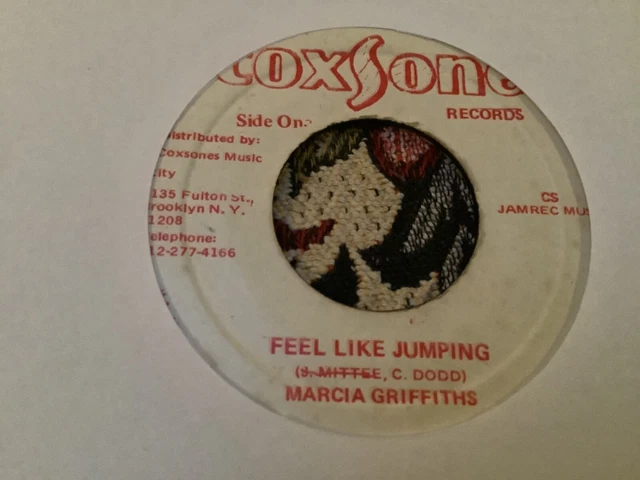 coxsone
RECORDS
Side One
istributed by:
Coxsones Music
ity
135 Fulton St.,
rooklyn N. Y.
1208
elephone:
12-277-4166
CS
JAMREC MUS
FEEL LIKE JUMPING
(J. MITTEE, C. DODD)
MARCIA GRIFFITHS